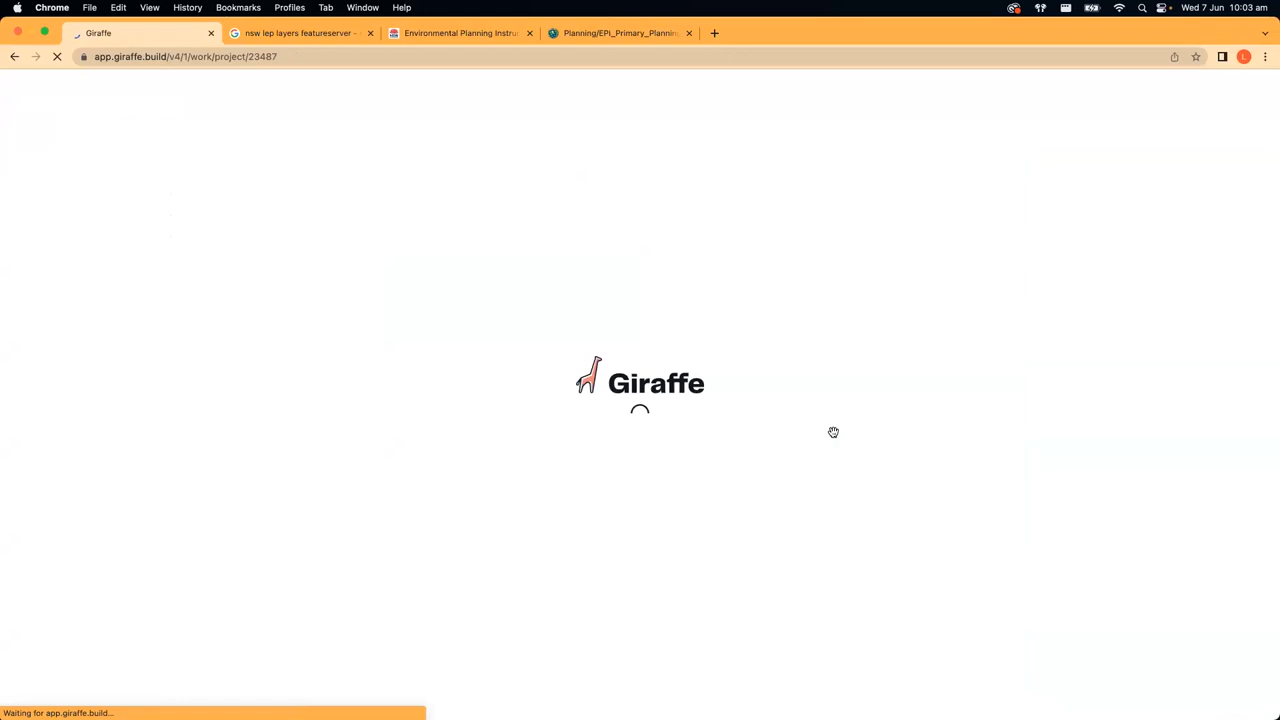 Chrome File Edit View History Bookmarks Profiles Tab Window Help Wed 7 Jun 10:03 am
Giraffe nsw lep layers featureserver - Environmental Planning Instru Planning/EPI_Primary_Planning
app.giraffe.build/v4/1/work/project/23487 L
Giraffe
Waiting for app.giraffe.build...